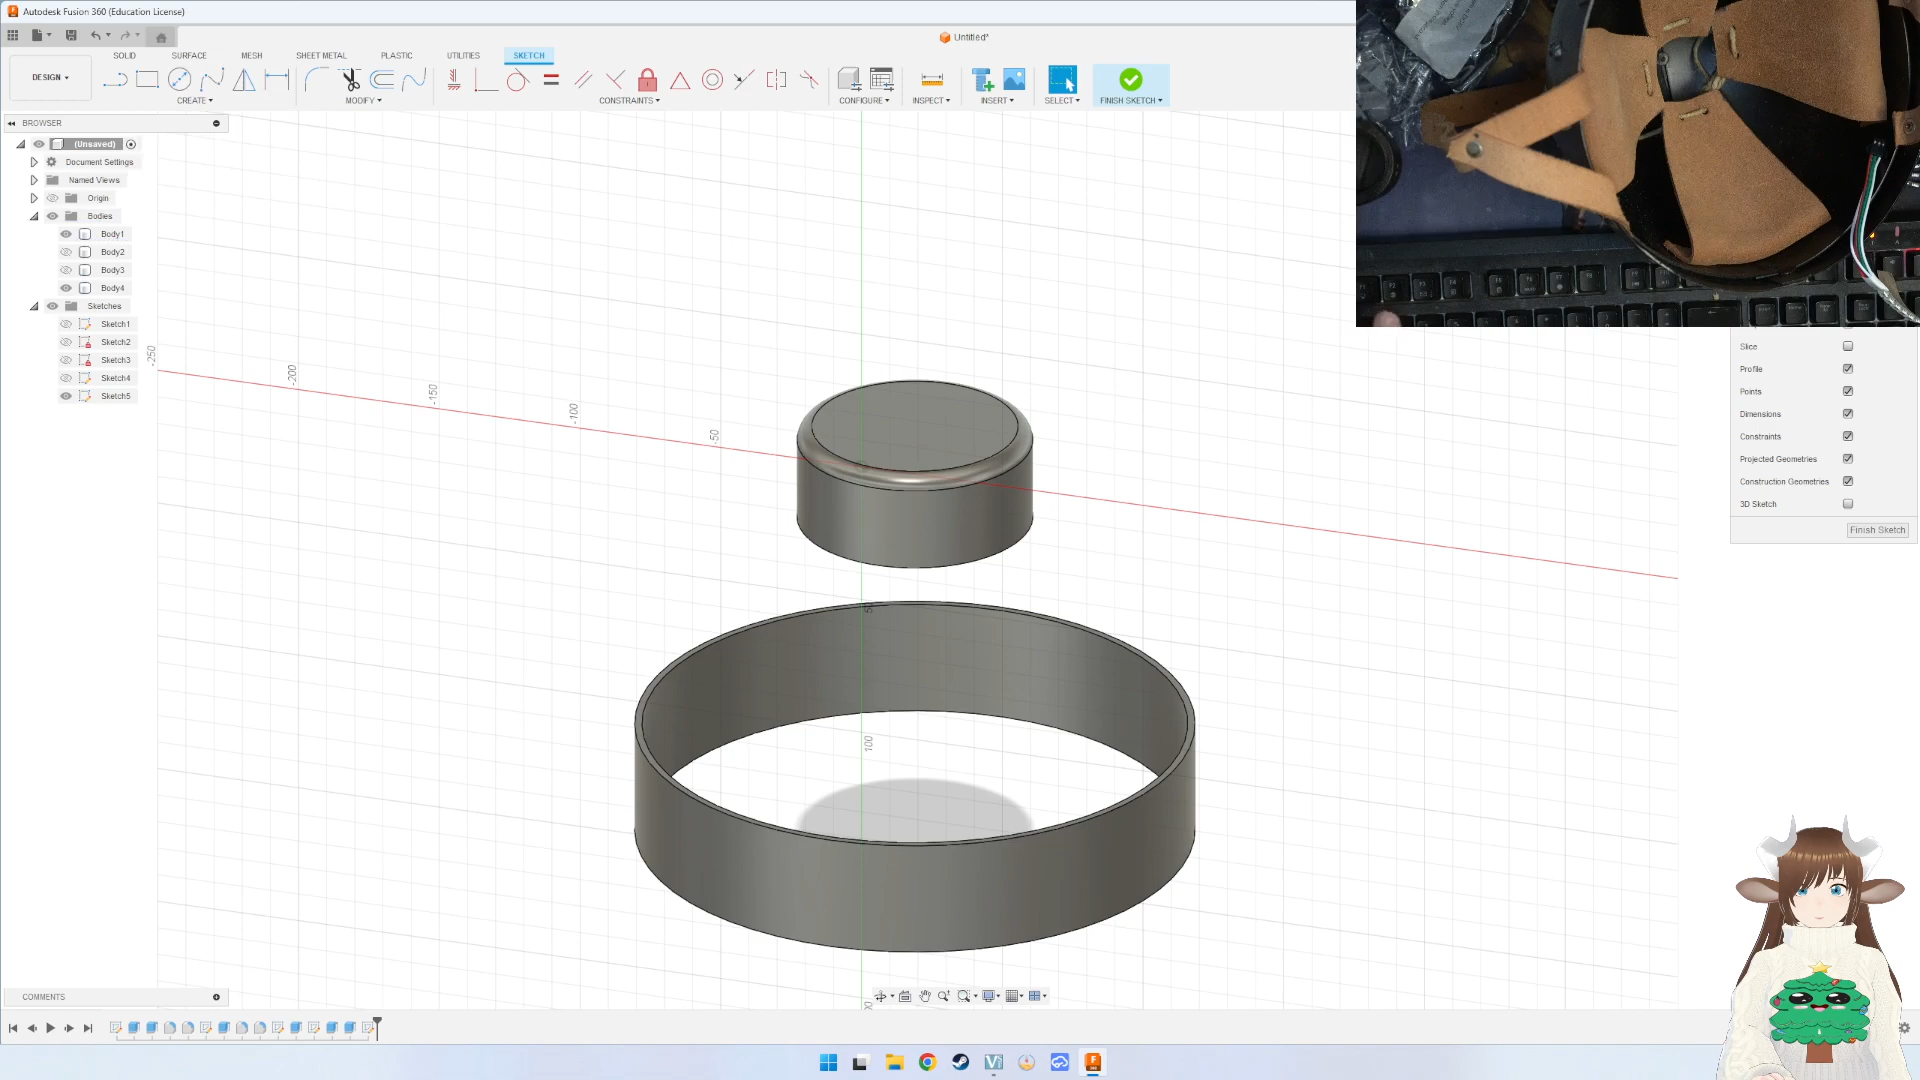 Autodesk Fusion 360 (Education License)
Untitled*
DESIGN
SOLID
SURFACE
MESH
SHEET METAL
PLASTIC
UTILITIES
SKETCH
CREATE
MODIFY
CONSTRAINTS
CONFIGURE
INSPECT
INSERT
SELECT
FINISH SKETCH
BROWSER
(Unsaved)
Document Settings
Named Views
Origin
Bodies
Body1
Body2
Body3
Body4
Sketches
Sketch1
Sketch2
Sketch3
Sketch4
Sketch5
-250
-200
-150
-100
-50
50
100
Slice
Profile
Points
Dimensions
Constraints
Projected Geometries
Construction Geometries
3D Sketch
Finish Sketch
COMMENTS